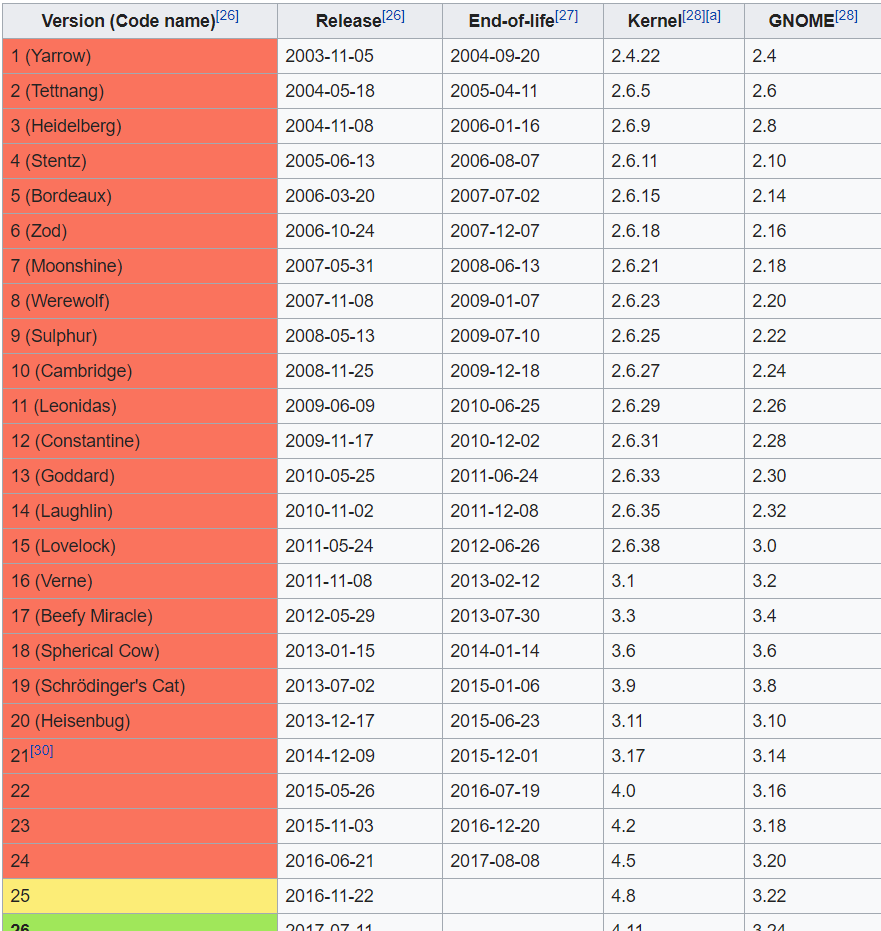 Version (Code name)[26] Release[26] End-of-life[27] Kernel[28][a] GNOME[28]
1 (Yarrow) 2003-11-05 2004-09-20 2.4.22 2.4
2 (Tettnang) 2004-05-18 2005-04-11 2.6.5 2.6
3 (Heidelberg) 2004-11-08 2006-01-16 2.6.9 2.8
4 (Stentz) 2005-06-13 2006-08-07 2.6.11 2.10
5 (Bordeaux) 2006-03-20 2007-07-02 2.6.15 2.14
6 (Zod) 2006-10-24 2007-12-07 2.6.18 2.16
7 (Moonshine) 2007-05-31 2008-06-13 2.6.21 2.18
8 (Werewolf) 2007-11-08 2009-01-07 2.6.23 2.20
9 (Sulphur) 2008-05-13 2009-07-10 2.6.25 2.22
10 (Cambridge) 2008-11-25 2009-12-18 2.6.27 2.24
11 (Leonidas) 2009-06-09 2010-06-25 2.6.29 2.26
12 (Constantine) 2009-11-17 2010-12-02 2.6.31 2.28
13 (Goddard) 2010-05-25 2011-06-24 2.6.33 2.30
14 (Laughlin) 2010-11-02 2011-12-08 2.6.35 2.32
15 (Lovelock) 2011-05-24 2012-06-26 2.6.38 3.0
16 (Verne) 2011-11-08 2013-02-12 3.1 3.2
17 (Beefy Miracle) 2012-05-29 2013-07-30 3.3 3.4
18 (Spherical Cow) 2013-01-15 2014-01-14 3.6 3.6
19 (Schrödinger's Cat) 2013-07-02 2015-01-06 3.9 3.8
20 (Heisenbug) 2013-12-17 2015-06-23 3.11 3.10
21[30] 2014-12-09 2015-12-01 3.17 3.14
22 2015-05-26 2016-07-19 4.0 3.16
23 2015-11-03 2016-12-20 4.2 3.18
24 2016-06-21 2017-08-08 4.5 3.20
25 2016-11-22 4.8 3.22
26 2017-07-11 4.11 3.24